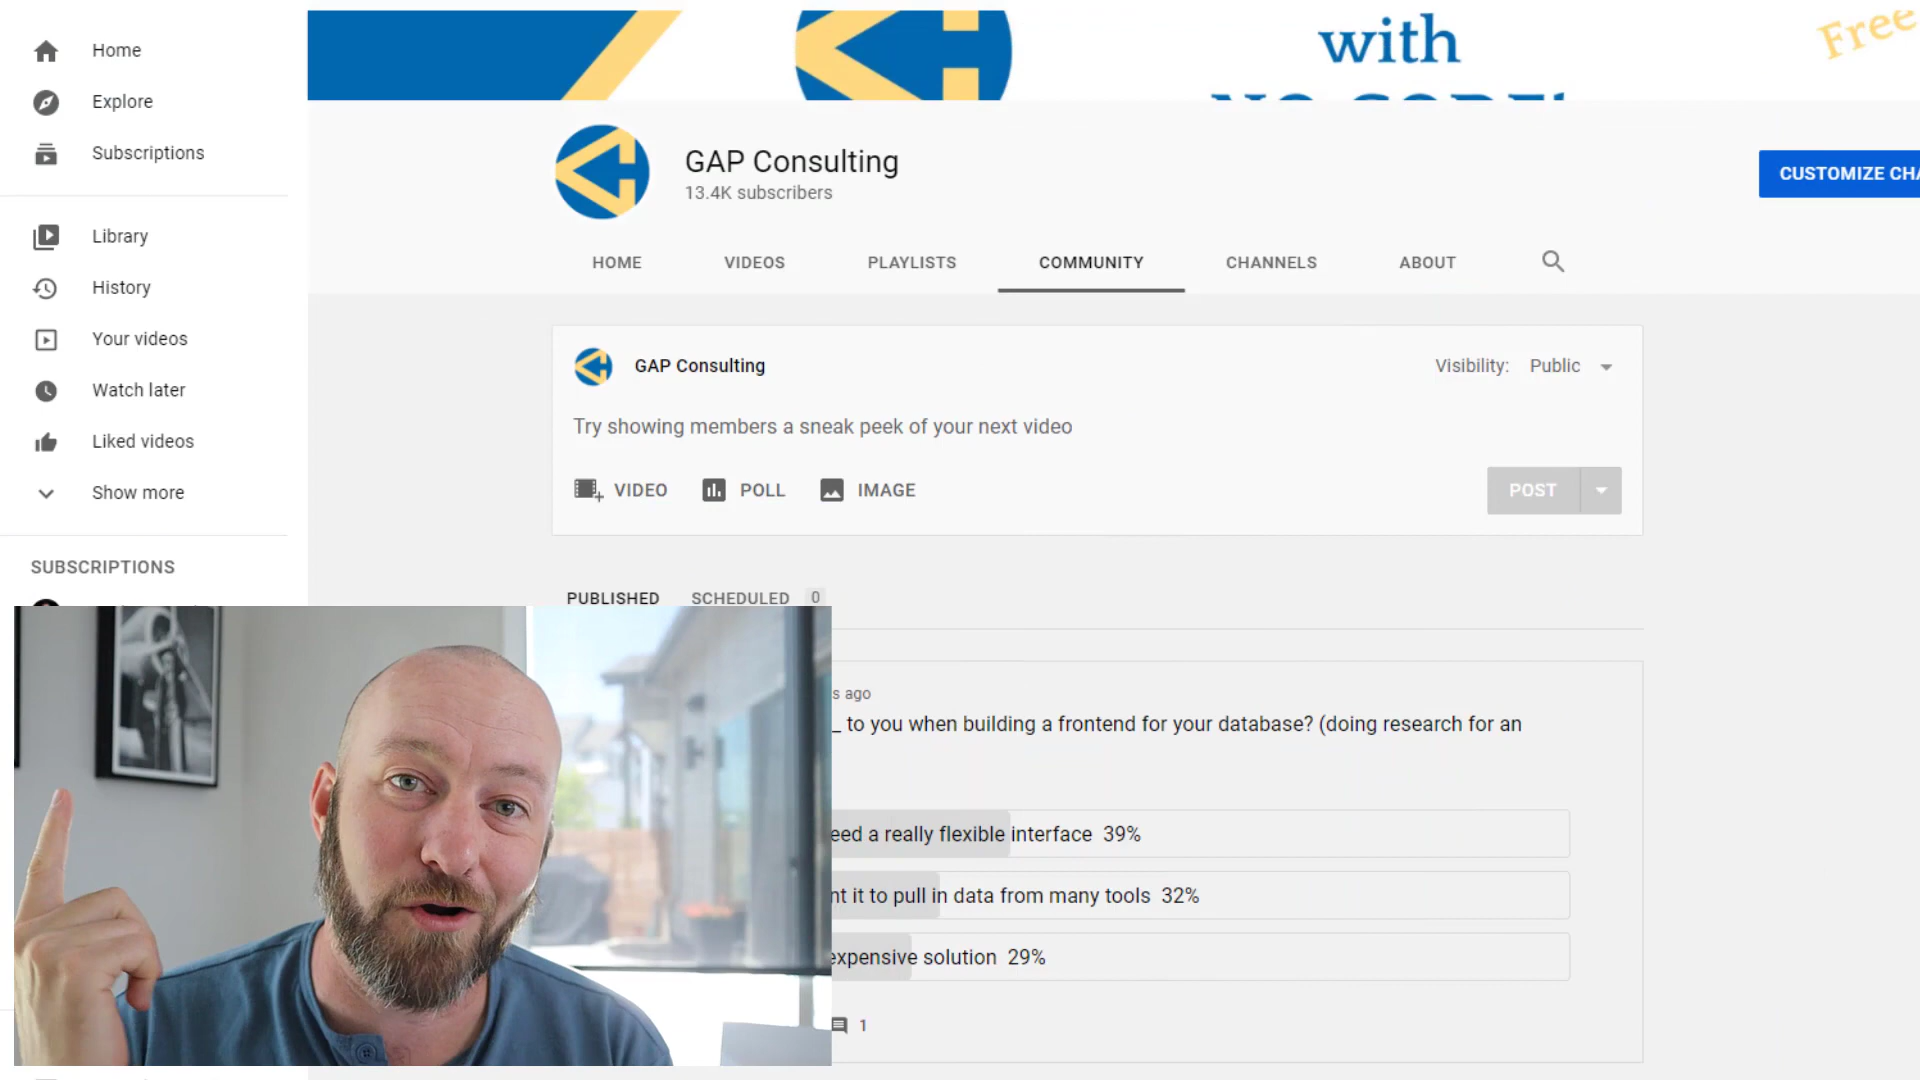 Home
Explore
Subscriptions
Library
History
Your videos
Watch later
Liked videos
Show more
SUBSCRIPTIONS
with
Free
GAP Consulting
13.4K subscribers
CUSTOMIZE
HOME VIDEOS PLAYLISTS COMMUNITY CHANNELS ABOUT
GAP Consulting
Visibility: Public
Try showing members a sneak peek of your next video
VIDEO POLL IMAGE
POST
PUBLISHED SCHEDULED 0
ago
_ to you when building a frontend for your database? (doing research for an
a really flexible interface 39%
it to pull in data from many tools 32%
solution 29%
1